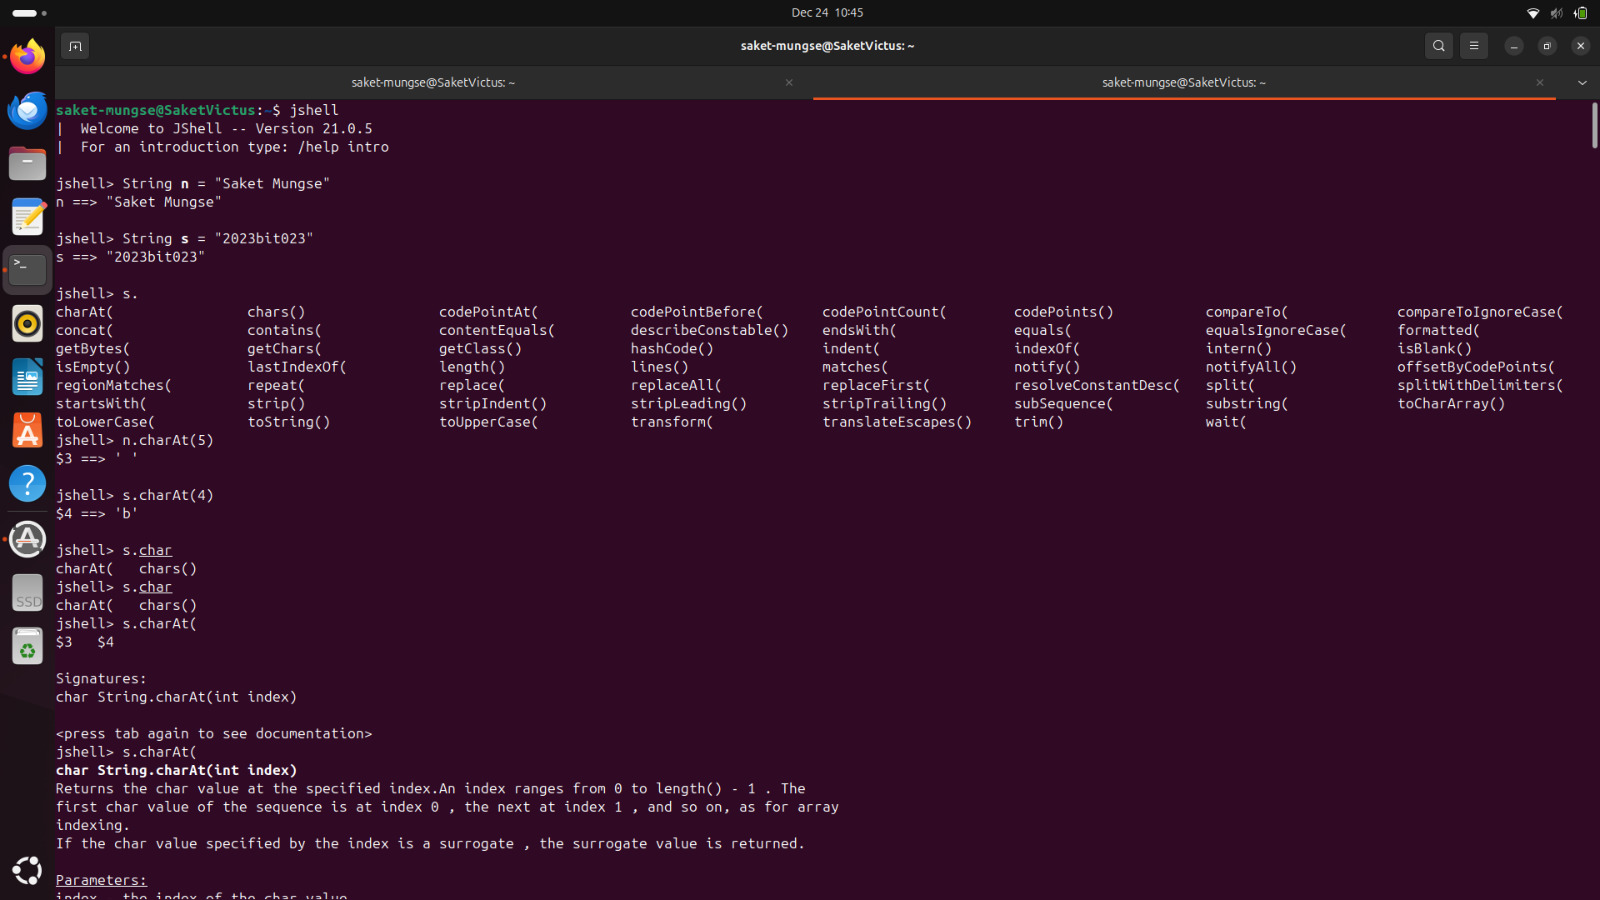 Dec 24 10:45
saket-mungse@SaketVictus: ~
saket-mungse@SaketVictus: ~
saket-mungse@SaketVictus: ~
saket-mungse@SaketVictus:~$ jshell
|  Welcome to JShell -- Version 21.0.5
|  For an introduction type: /help intro
jshell> String n = "Saket Mungse"
n ==> "Saket Mungse"
jshell> String s = "2023bit023"
s ==> "2023bit023"
jshell> s.
charAt( chars() codePointAt( codePointBefore( codePointCount( codePoints() compareTo( compareToIgnoreCase(
concat( contains( contentEquals( describeConstable() endsWith( equals( equalsIgnoreCase( formatted(
getBytes( getChars( getClass() hashCode() indent( indexOf( intern() isBlank()
isEmpty() lastIndexOf( length() lines() matches( notify() notifyAll() offsetByCodePoints(
regionMatches( repeat( replace( replaceAll( replaceFirst( resolveConstantDesc( split( splitWithDelimiters(
startsWith( strip() stripIndent() stripLeading() stripTrailing() subSequence( substring( toCharArray()
toLowerCase( toString() toUpperCase( transform( translateEscapes() trim() wait(
jshell> n.charAt(5)
$3 ==> ' '
jshell> s.charAt(4)
$4 ==> 'b'
jshell> s.char
charAt( chars()
jshell> s.char
charAt( chars()
jshell> s.charAt(
$3 $4
Signatures:
char String.charAt(int index)
<press tab again to see documentation>
jshell> s.charAt(
char String.charAt(int index)
Returns the char value at the specified index.An index ranges from 0 to length() - 1 . The
first char value of the sequence is at index 0 , the next at index 1 , and so on, as for array
indexing.
If the char value specified by the index is a surrogate , the surrogate value is returned.
Parameters:
index - the index of the char value.
SSD